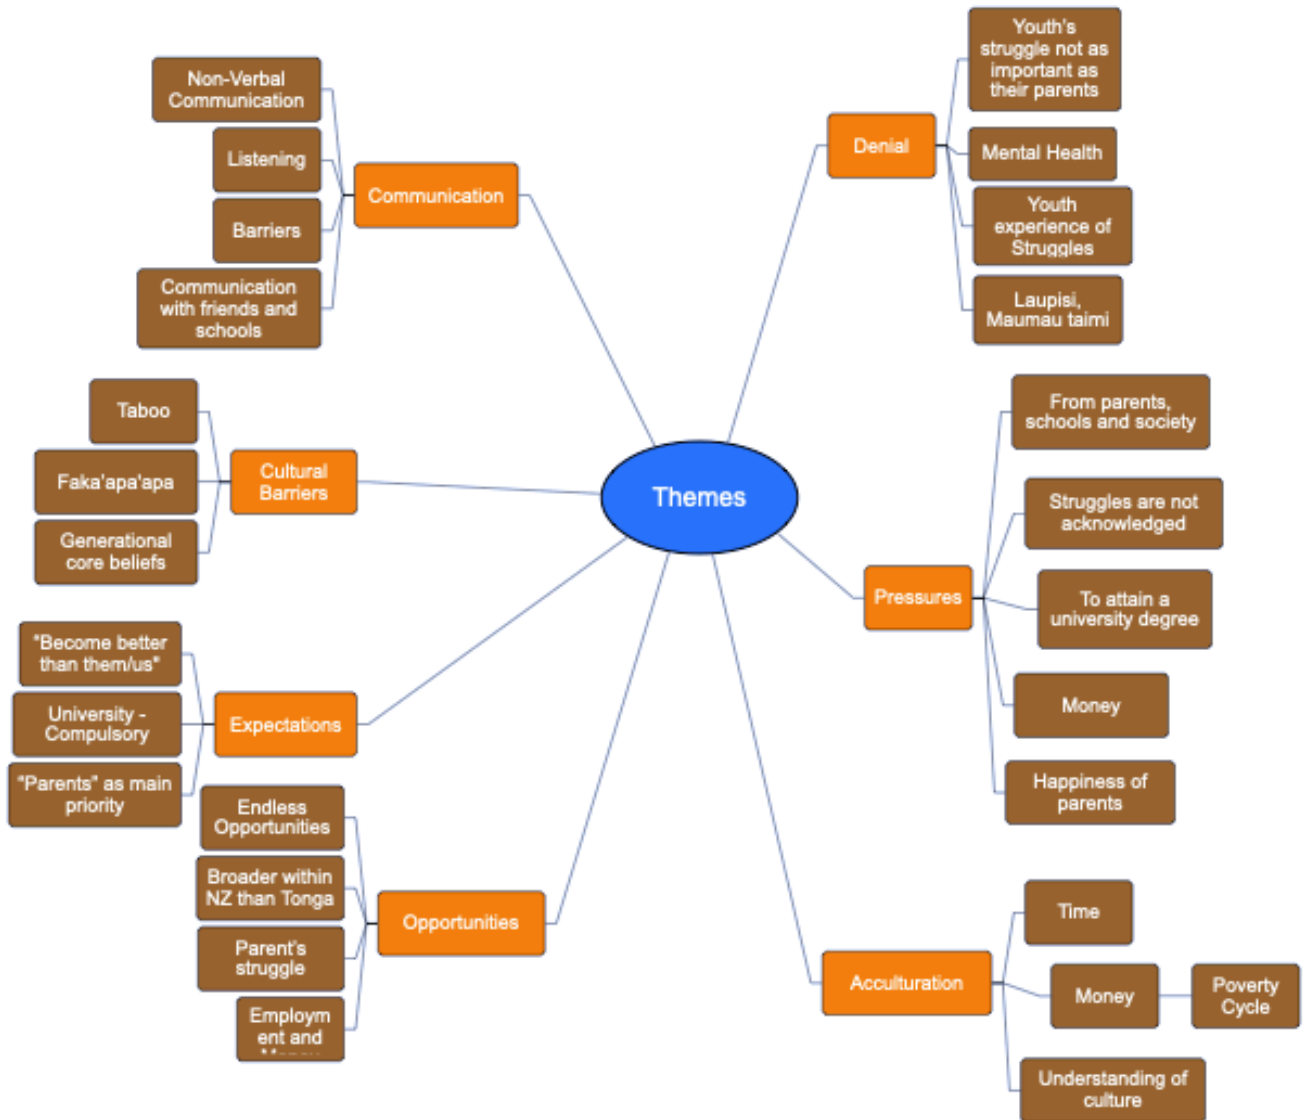 Themes
Communication
Non-Verbal
Communication
Listening
Barriers
Communication
with friends and
schools
Cultural
Barriers
Taboo
Faka'apa'apa
Generational
core beliefs
Expectations
"Become better
than them/us"
University -
Compulsory
"Parents" as main
priority
Opportunities
Endless
Opportunities
Broader within
NZ than Tonga
Parent's
struggle
Employm
ent and
Denial
Youth's
struggle not as
important as
their parents
Mental Health
Youth
experience of
Struggles
Laupisi,
Maumau taimi
Pressures
From parents,
schools and society
Struggles are not
acknowledged
To attain a
university degree
Money
Happiness of
parents
Acculturation
Time
Money
Poverty
Cycle
Understanding of
culture